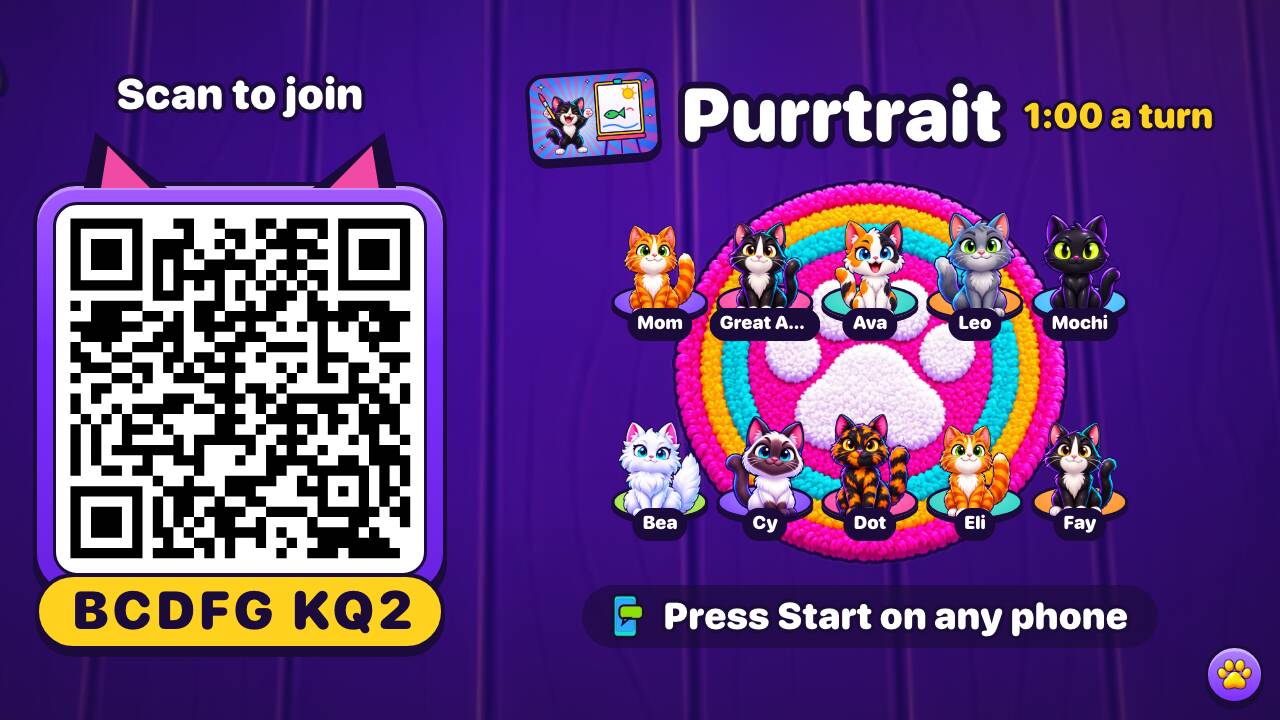 Scan to join
BCDFG KQ2
Purrtrait
1:00 a turn
Mom
Great A...
Ava
Leo
Mochi
Bea
Cy
Dot
Eli
Fay
Press Start on any phone